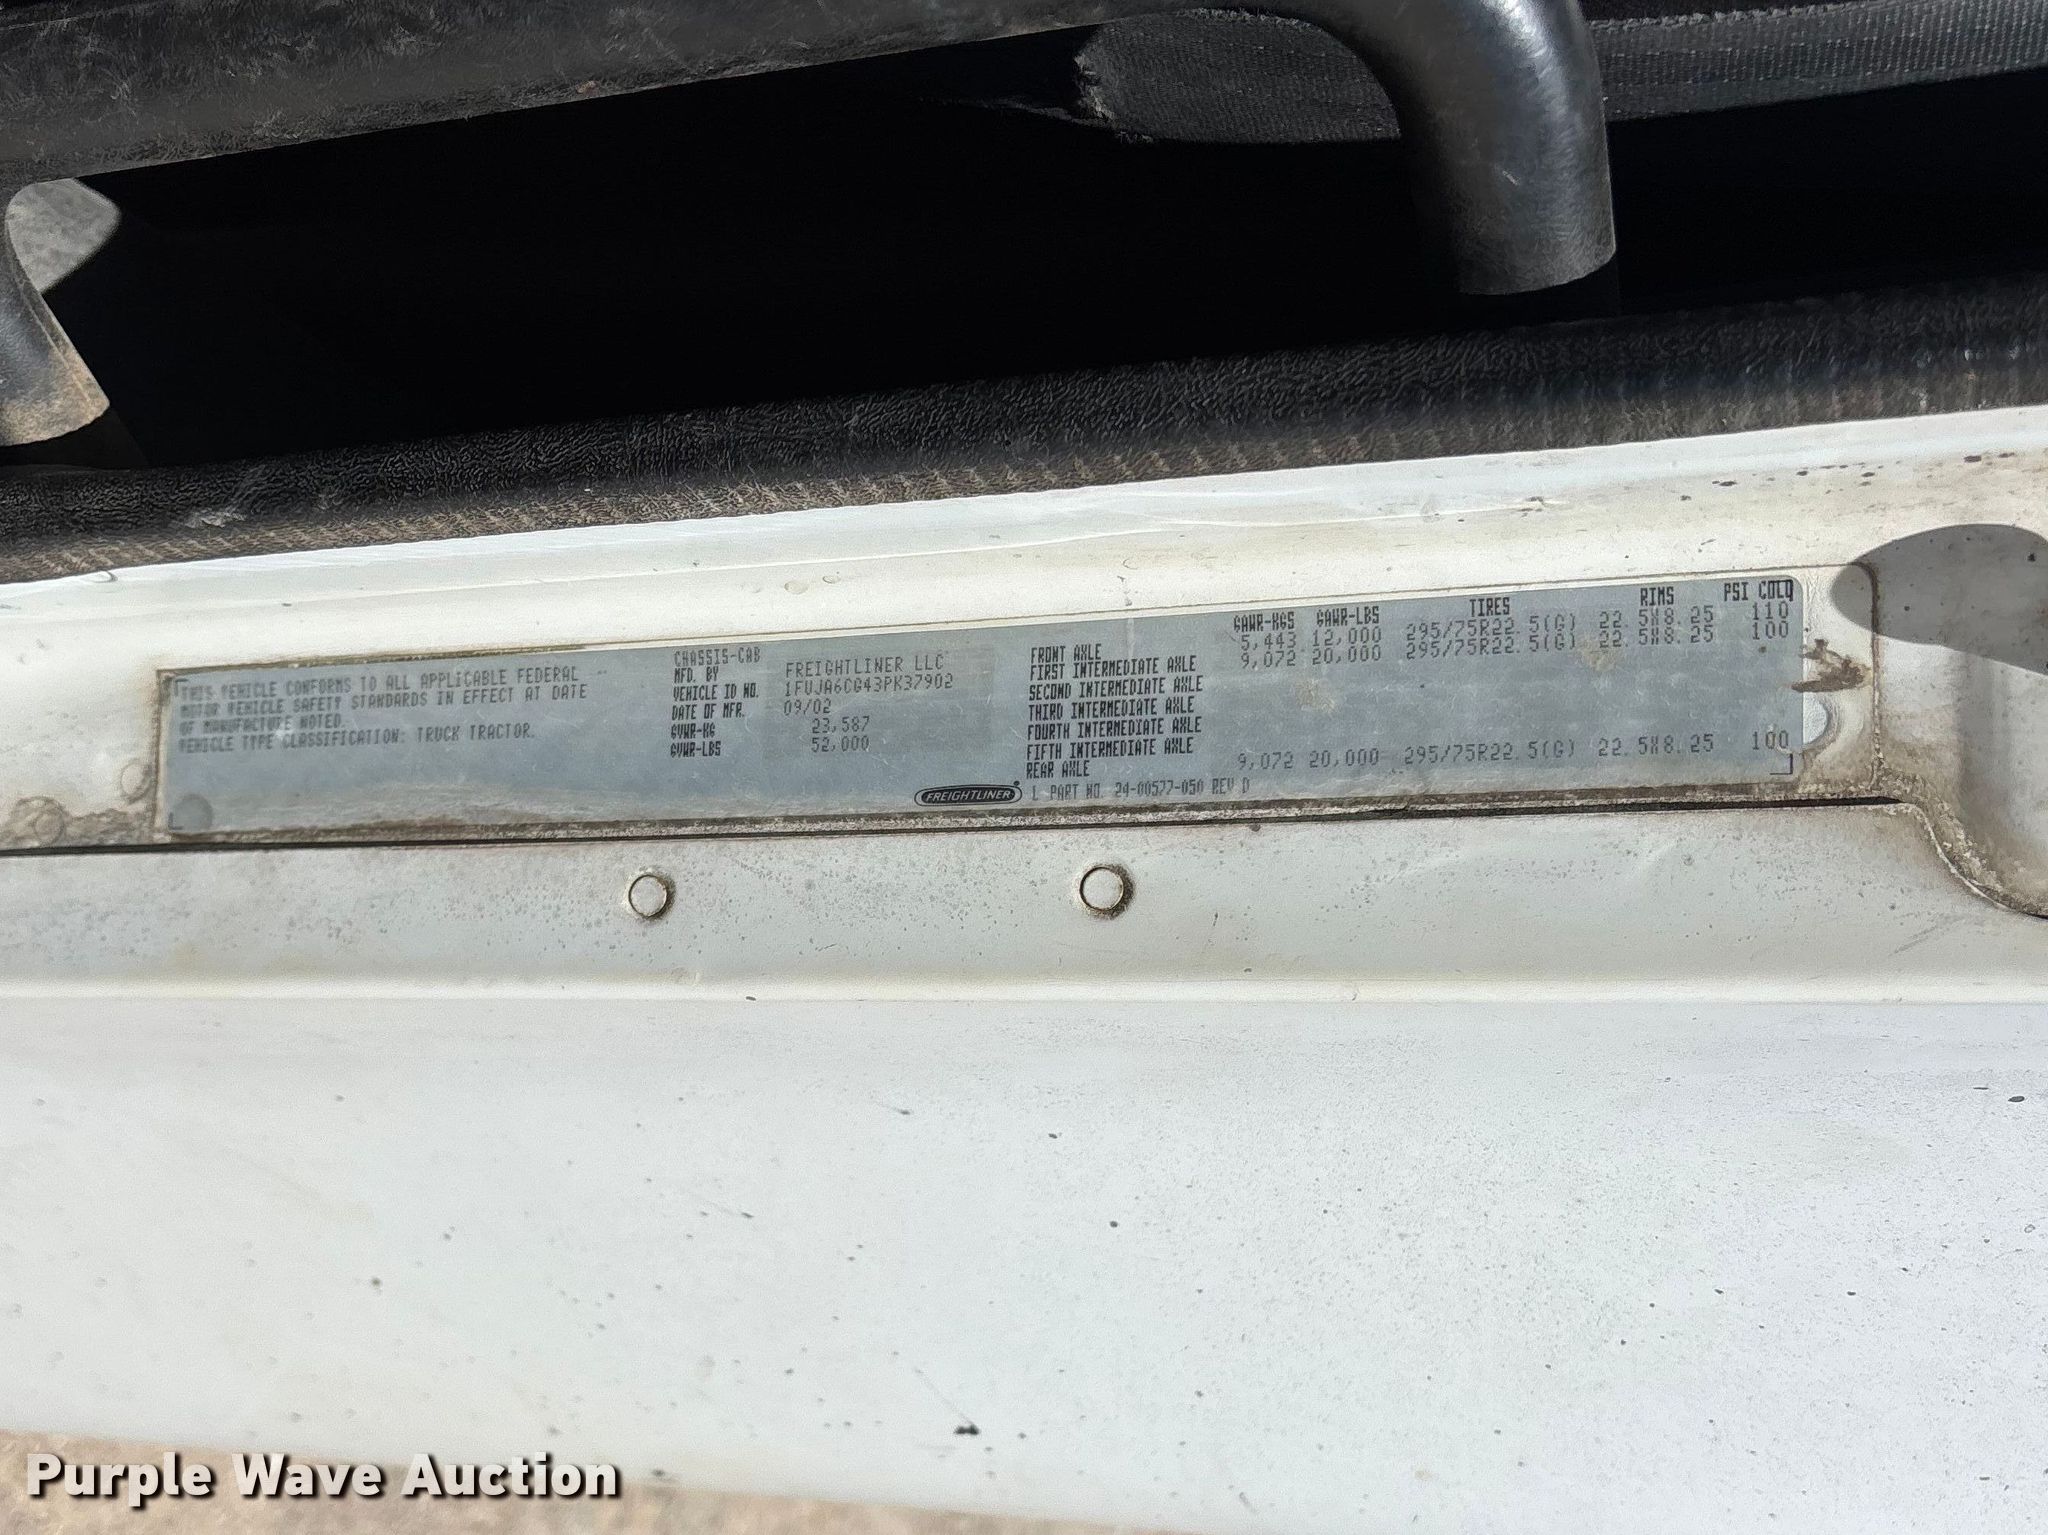 THIS VEHICLE CONFORMS TO ALL APPLICABLE FEDERAL
MOTOR VEHICLE SAFETY STANDARDS IN EFFECT AT DATE
OF MANUFACTURE NOTED.
VEHICLE TYPE CLASSIFICATION: TRUCK TRACTOR.
CHASSIS-CAB
MFD. BY FREIGHTLINER LLC
VEHICLE ID NO. 1FUJA6CG43PK37902
DATE OF MFR. 09/02
GVWR-KG 23,587
GVWR-LBS 52,000
GAWR-KGS GAWR-LBS TIRES RIMS PSI COLD
FRONT AXLE 5,443 12,000 295/75R22.5(G) 22.5X8.25 110
FIRST INTERMEDIATE AXLE 9,072 20,000 295/75R22.5(G) 22.5X8.25 100
SECOND INTERMEDIATE AXLE
THIRD INTERMEDIATE AXLE
FOURTH INTERMEDIATE AXLE
FIFTH INTERMEDIATE AXLE
REAR AXLE 9,072 20,000 295/75R22.5(G) 22.5X8.25 100
FREIGHTLINER L PART NO. 24-00577-050 REV D
Purple Wave Auction